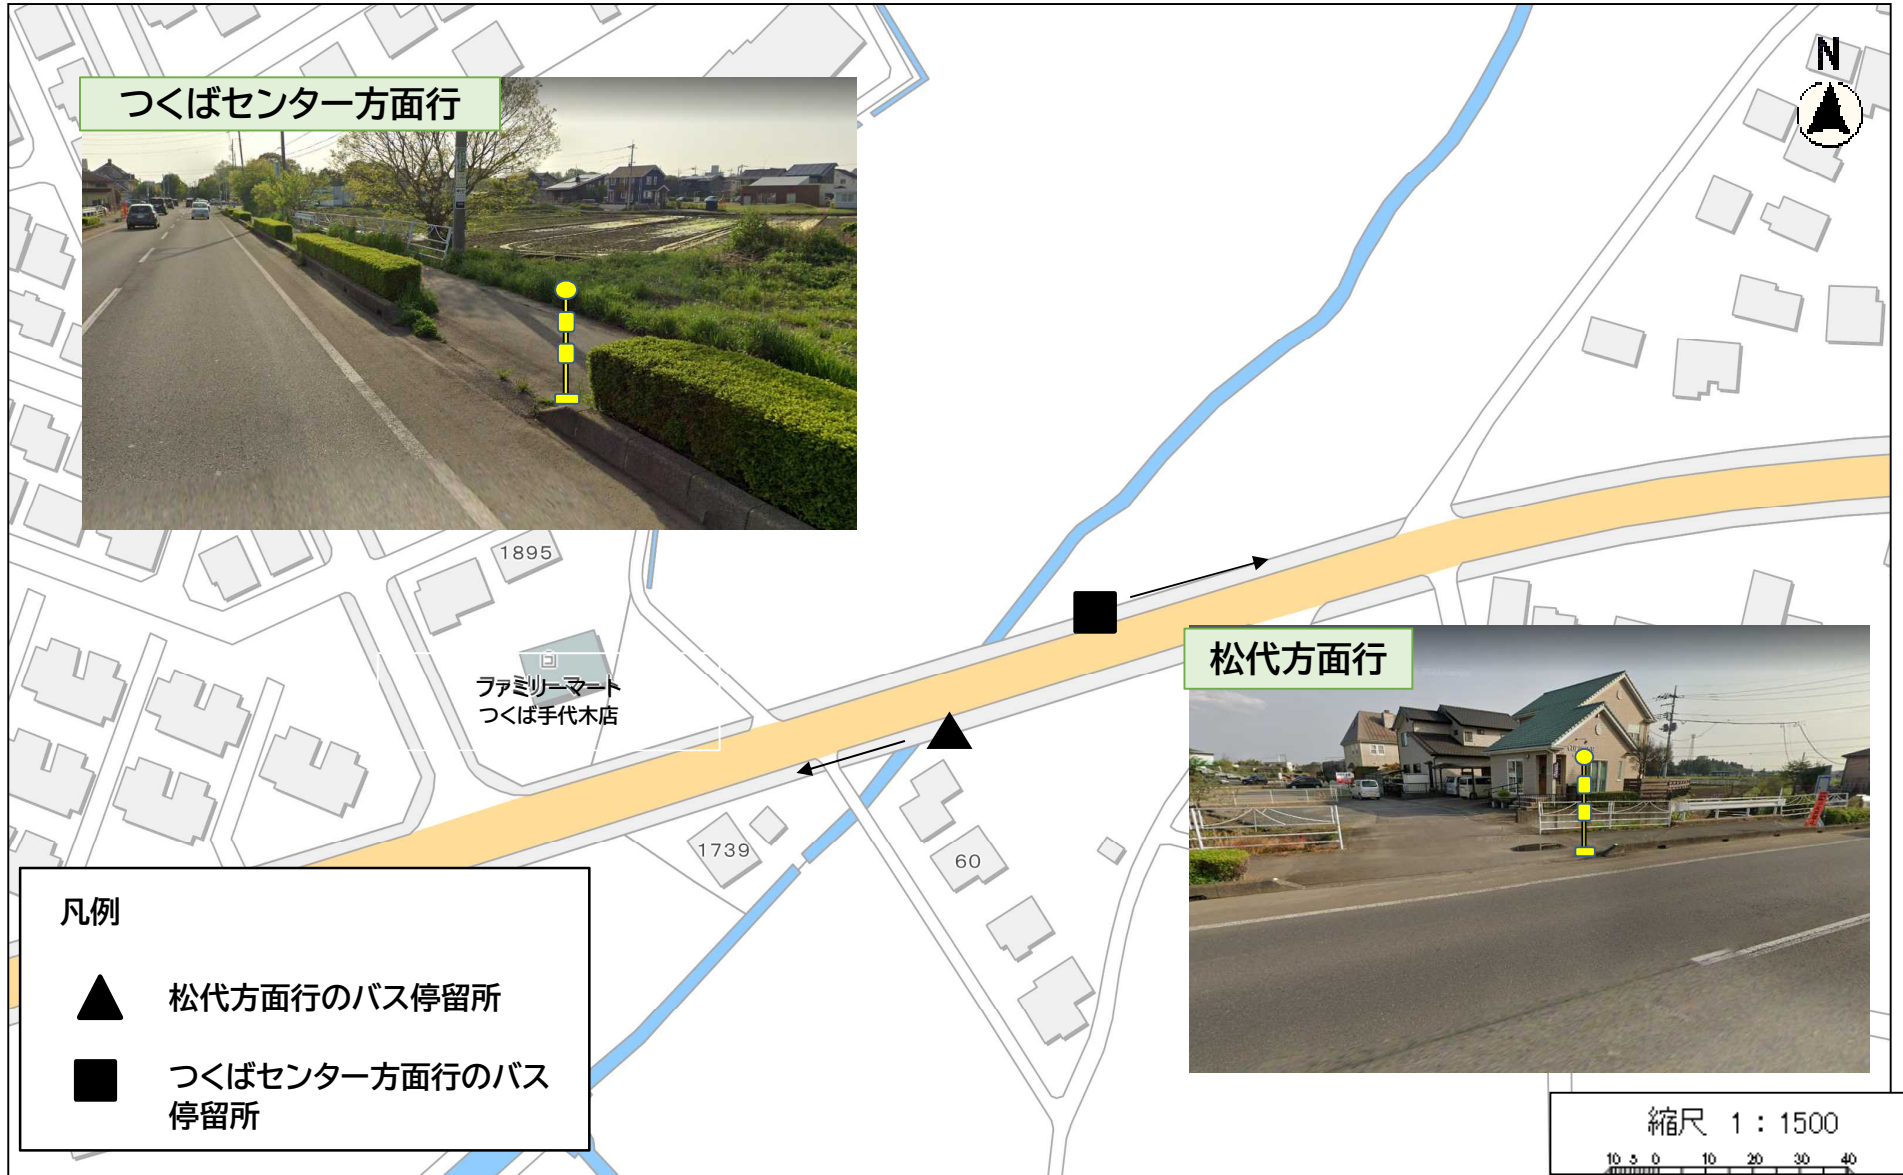 つくばセンター方面行
N
1895
ファミリーマート
つくば手代木店
松代方面行
1739
60
凡例
松代方面行のバス停留所
つくばセンター方面行のバス
停留所
縮尺 1：1500
10 5 0 10 20 30 40